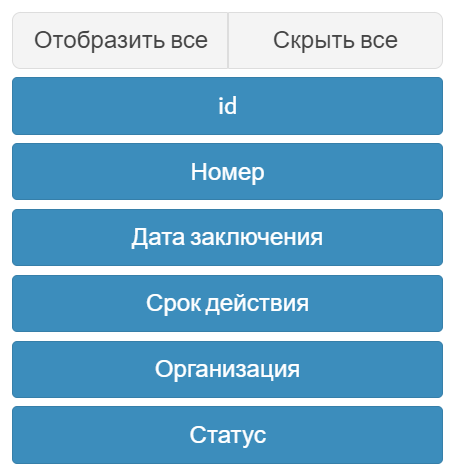 Отобразить все Скрыть все
id
Номер
Дата заключения
Срок действия
Организация
Статус